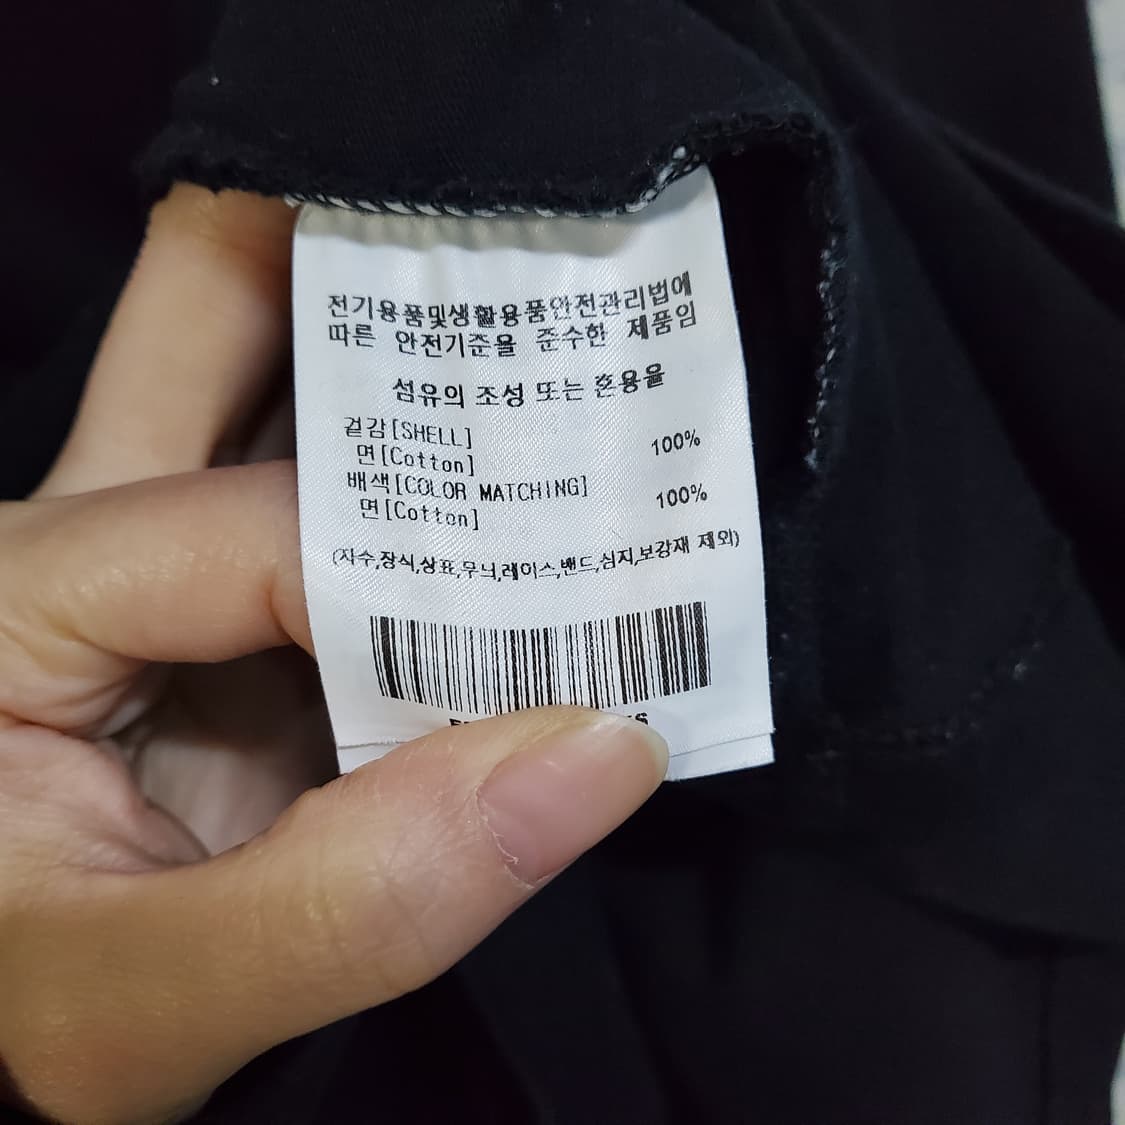 전기용품및생활용품안전관리법에
따른 안전기준을 준수한 제품임
섬유의 조성 또는 혼용율
겉감[SHELL]
면[Cotton] 100%
배색[COLOR MATCHING]
면[Cotton] 100%
(자수,장식,상표,무늬,레이스,밴드,심지,보강재 제외)